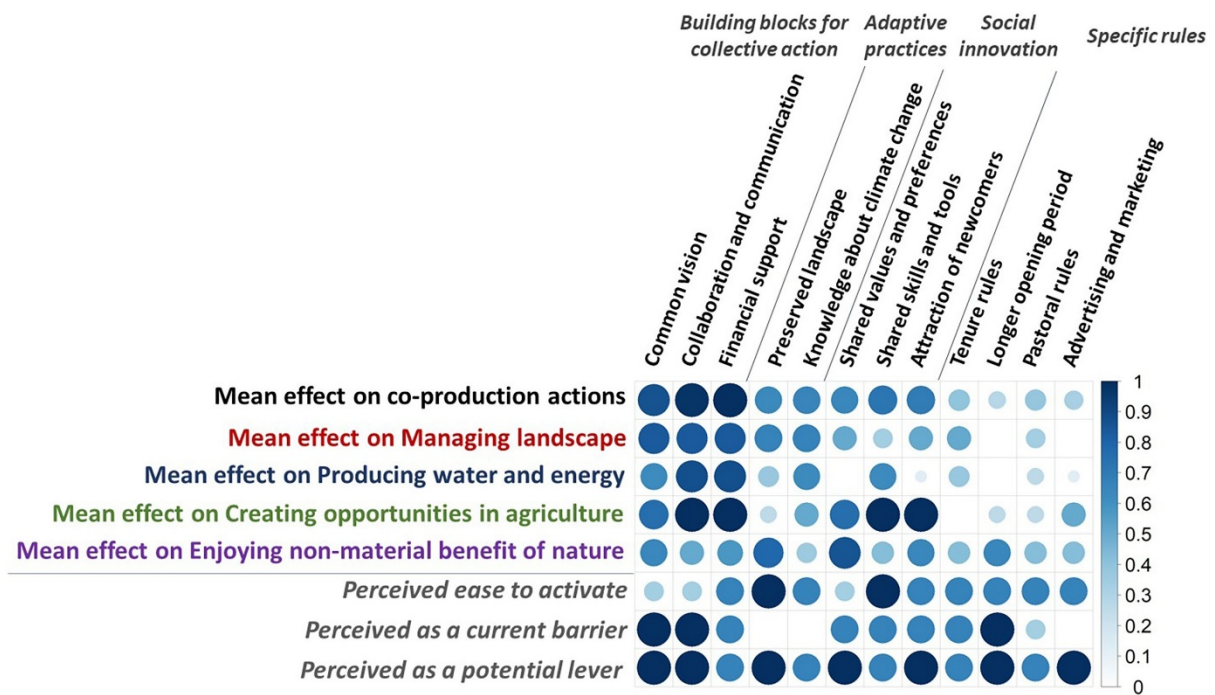 Building blocks for
collective action
Adaptive
practices
Social
innovation
Specific rules
Common vision
Collaboration and communication
Financial support
Preserved landscape
Knowledge about climate change
Shared values and preferences
Shared skills and tools
Attraction of newcomers
Tenure rules
Longer opening period
Pastoral rules
Advertising and marketing
Mean effect on co-production actions
Mean effect on Managing landscape
Mean effect on Producing water and energy
Mean effect on Creating opportunities in agriculture
Mean effect on Enjoying non-material benefit of nature
Perceived ease to activate
Perceived as a current barrier
Perceived as a potential lever
1
0.9
0.8
0.7
0.6
0.5
0.4
0.3
0.2
0.1
0